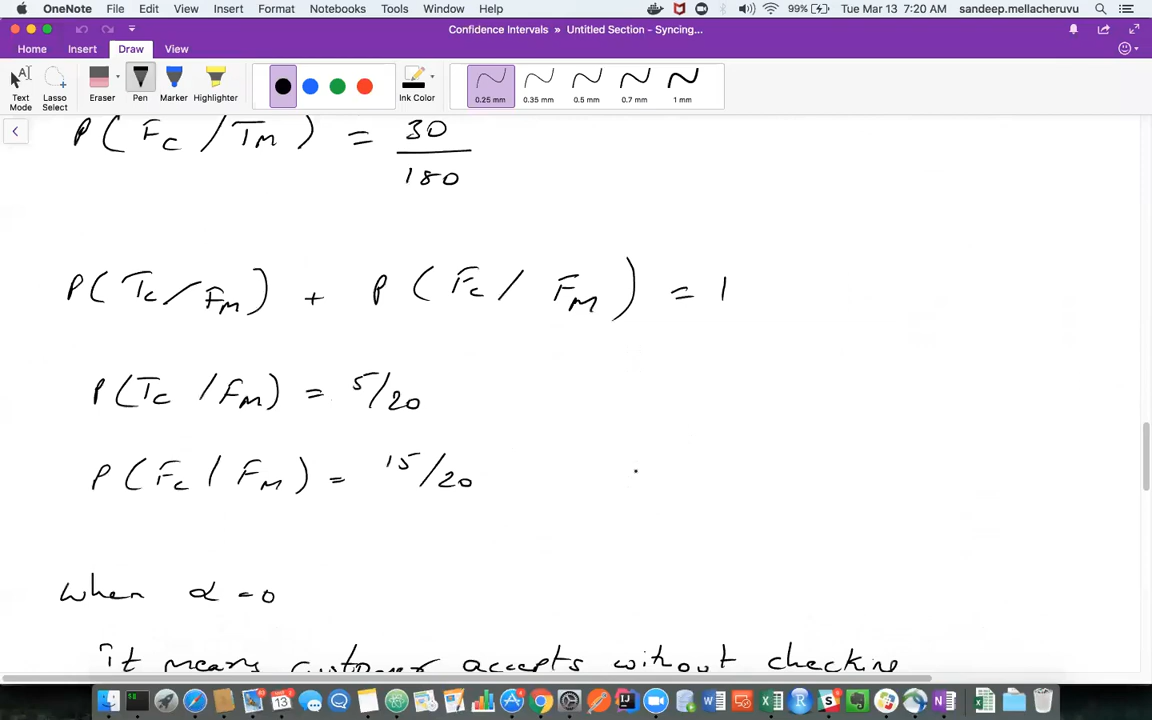 OneNote File Edit View Insert Format Notebooks Tools Window Help 99% Tue Mar 13 7:20 AM sandeep.mellacheruvu
Confidence Intervals » Untitled Section - Syncing...
Home Insert Draw View
Text Mode Lasso Select Eraser Pen Marker Highlighter Ink Color 0.25 mm 0.35 mm 0.5 mm 0.7 mm 1 mm
P(Fc/TM) = 30/180
P(Tc/FM) + P(Fc/FM) = 1
P(Tc/FM) = 5/20
P(Fc/FM) = 15/20
when α = 0
it means customer accepts without checking